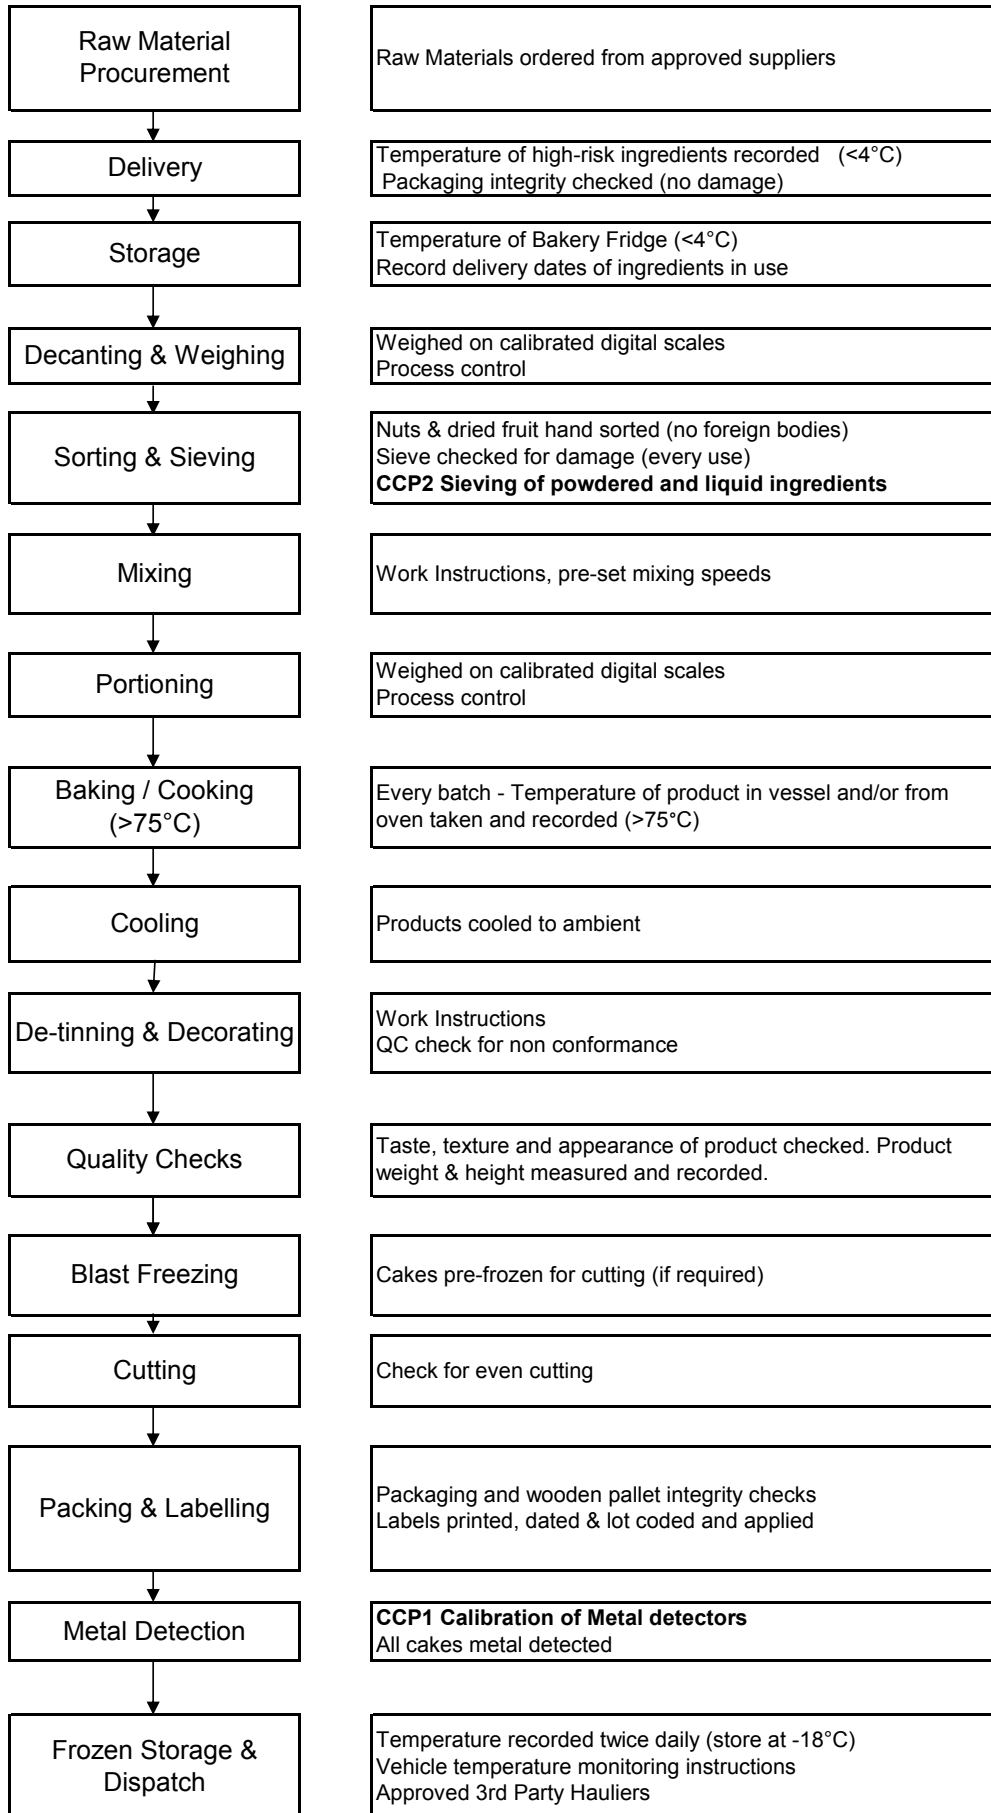 Raw Material
Procurement
Raw Materials ordered from approved suppliers
Delivery
Temperature of high-risk ingredients recorded (<4°C)
Packaging integrity checked (no damage)
Storage
Temperature of Bakery Fridge (<4°C)
Record delivery dates of ingredients in use
Decanting & Weighing
Weighed on calibrated digital scales
Process control
Sorting & Sieving
Nuts & dried fruit hand sorted (no foreign bodies)
Sieve checked for damage (every use)
CCP2 Sieving of powdered and liquid ingredients
Mixing
Work Instructions, pre-set mixing speeds
Portioning
Weighed on calibrated digital scales
Process control
Baking / Cooking
(>75°C)
Every batch - Temperature of product in vessel and/or from
oven taken and recorded (>75°C)
Cooling
Products cooled to ambient
De-tinning & Decorating
Work Instructions
QC check for non conformance
Quality Checks
Taste, texture and appearance of product checked. Product
weight & height measured and recorded.
Blast Freezing
Cakes pre-frozen for cutting (if required)
Cutting
Check for even cutting
Packing & Labelling
Packaging and wooden pallet integrity checks
Labels printed, dated & lot coded and applied
Metal Detection
CCP1 Calibration of Metal detectors
All cakes metal detected
Frozen Storage &
Dispatch
Temperature recorded twice daily (store at -18°C)
Vehicle temperature monitoring instructions
Approved 3rd Party Hauliers